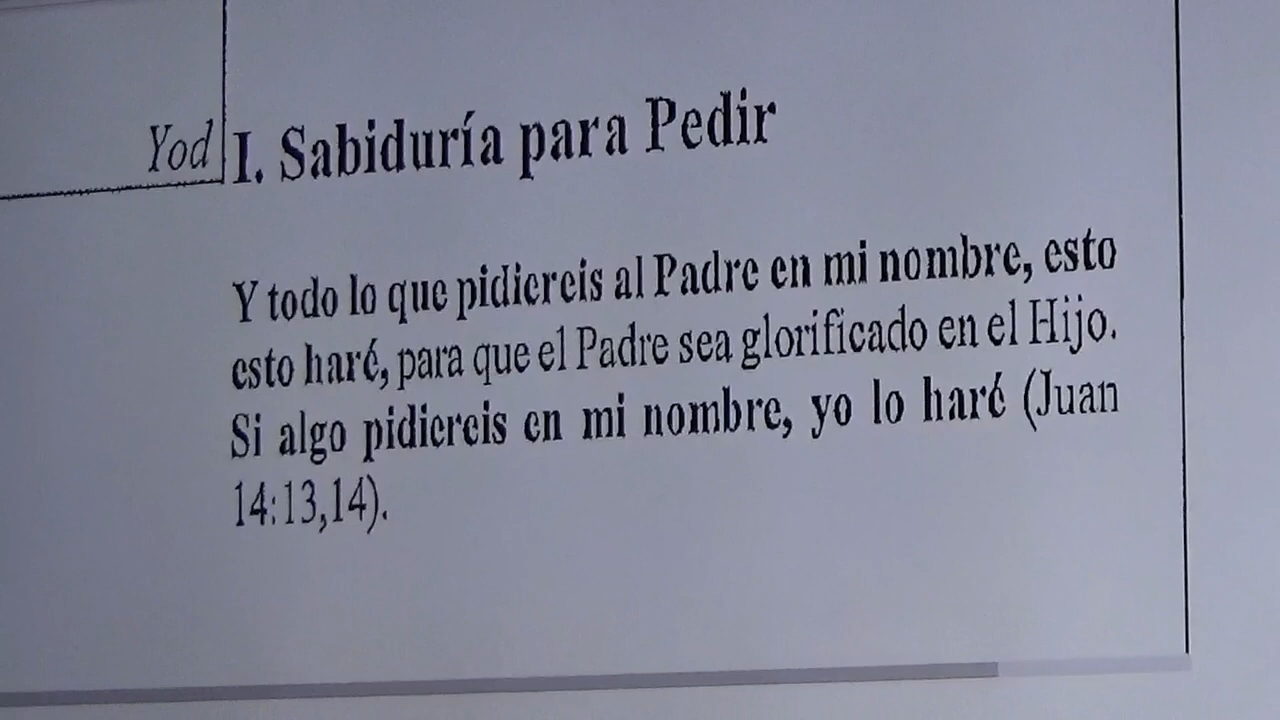 Yod
I. Sabiduría para Pedir
Y todo lo que pidiereis al Padre en mi nombre, esto
esto haré, para que el Padre sea glorificado en el Hijo.
Si algo pidiereis en mi nombre, yo lo haré (Juan
14:13,14).